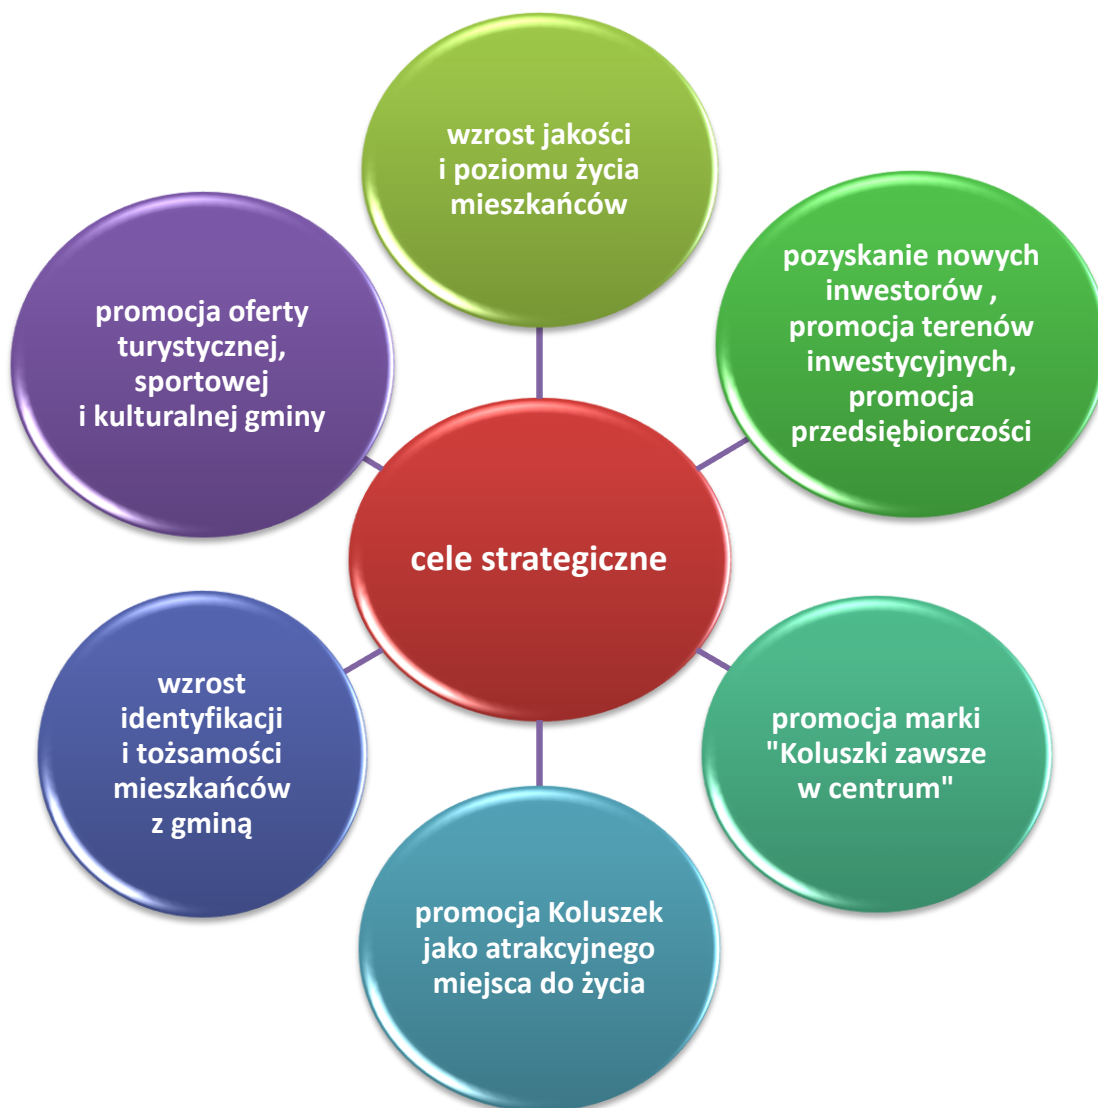 wzrost jakości
i poziomu życia
mieszkańców
pozyskanie nowych
inwestorów ,
promocja terenów
inwestycyjnych,
promocja
przedsiębiorczości
promocja marki
"Koluszki zawsze
w centrum"
promocja Koluszek
jako atrakcyjnego
miejsca do życia
wzrost
identyfikacji
i tożsamości
mieszkańców
z gminą
promocja oferty
turystycznej,
sportowej
i kulturalnej gminy
cele strategiczne